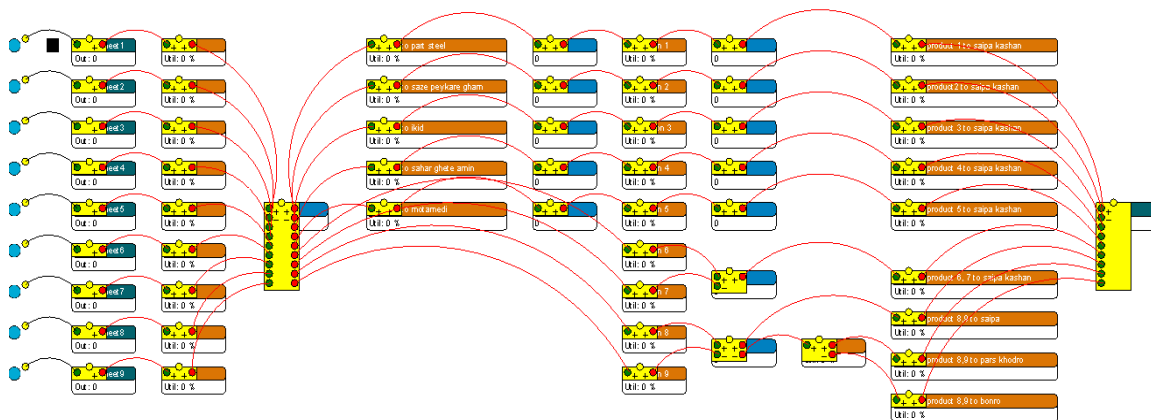 eet1 to part steel n 1 product 1 to saipa kashan
Out: 0 Util: 0 % Util: 0 % 0 Util: 0 % 0 Util: 0 %
eet2 to saze peykare gham n 2 product 2 to saipa kashan
Out: 0 Util: 0 % Util: 0 % 0 Util: 0 % 0 Util: 0 %
eet3 to ikid n 3 product 3 to saipa kashan
Out: 0 Util: 0 % Util: 0 % 0 Util: 0 % 0 Util: 0 %
eet4 to sahar ghete amin n 4 product 4 to saipa kashan
Out: 0 Util: 0 % Util: 0 % 0 Util: 0 % 0 Util: 0 %
eet5 to motamedi n 5 product 5 to saipa kashan
Out: 0 Util: 0 % Util: 0 % 0 Util: 0 % 0 Util: 0 %
eet6 n 6
Out: 0 Util: 0 % Util: 0 %
product 6, 7 to saipa kashan
eet7 n 7 Util: 0 %
Out: 0 Util: 0 % Util: 0 %
product 8,9 to saipa
eet8 n 8 Util: 0 %
Out: 0 Util: 0 % Util: 0 %
product 8,9 to pars khodro
eet9 n 9 Util: 0 %
Out: 0 Util: 0 % Util: 0 %
product 8,9 to bonro
Util: 0 %